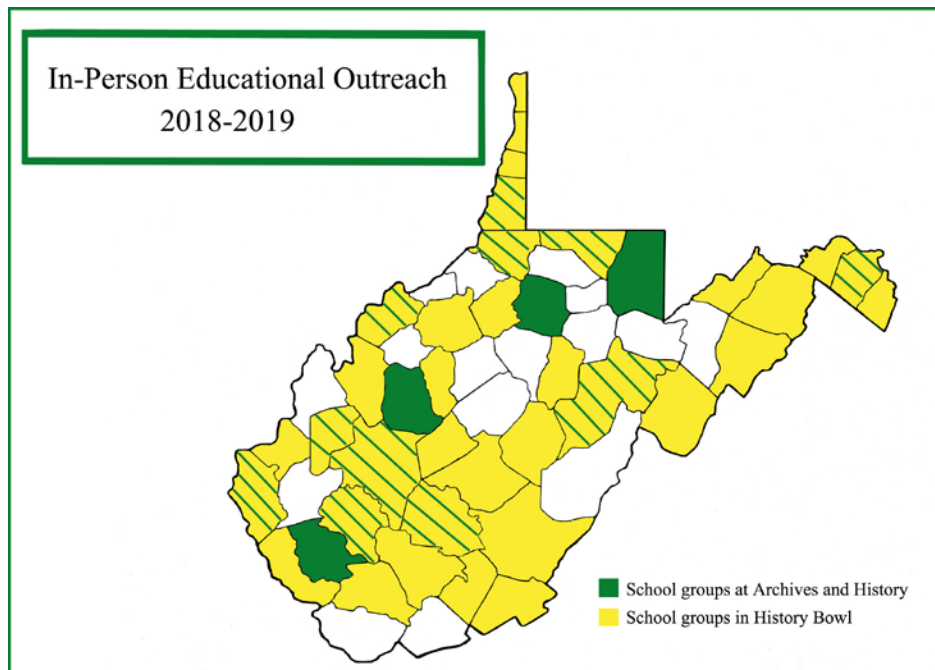 In-Person Educational Outreach
2018-2019
School groups at Archives and History
School groups in History Bowl